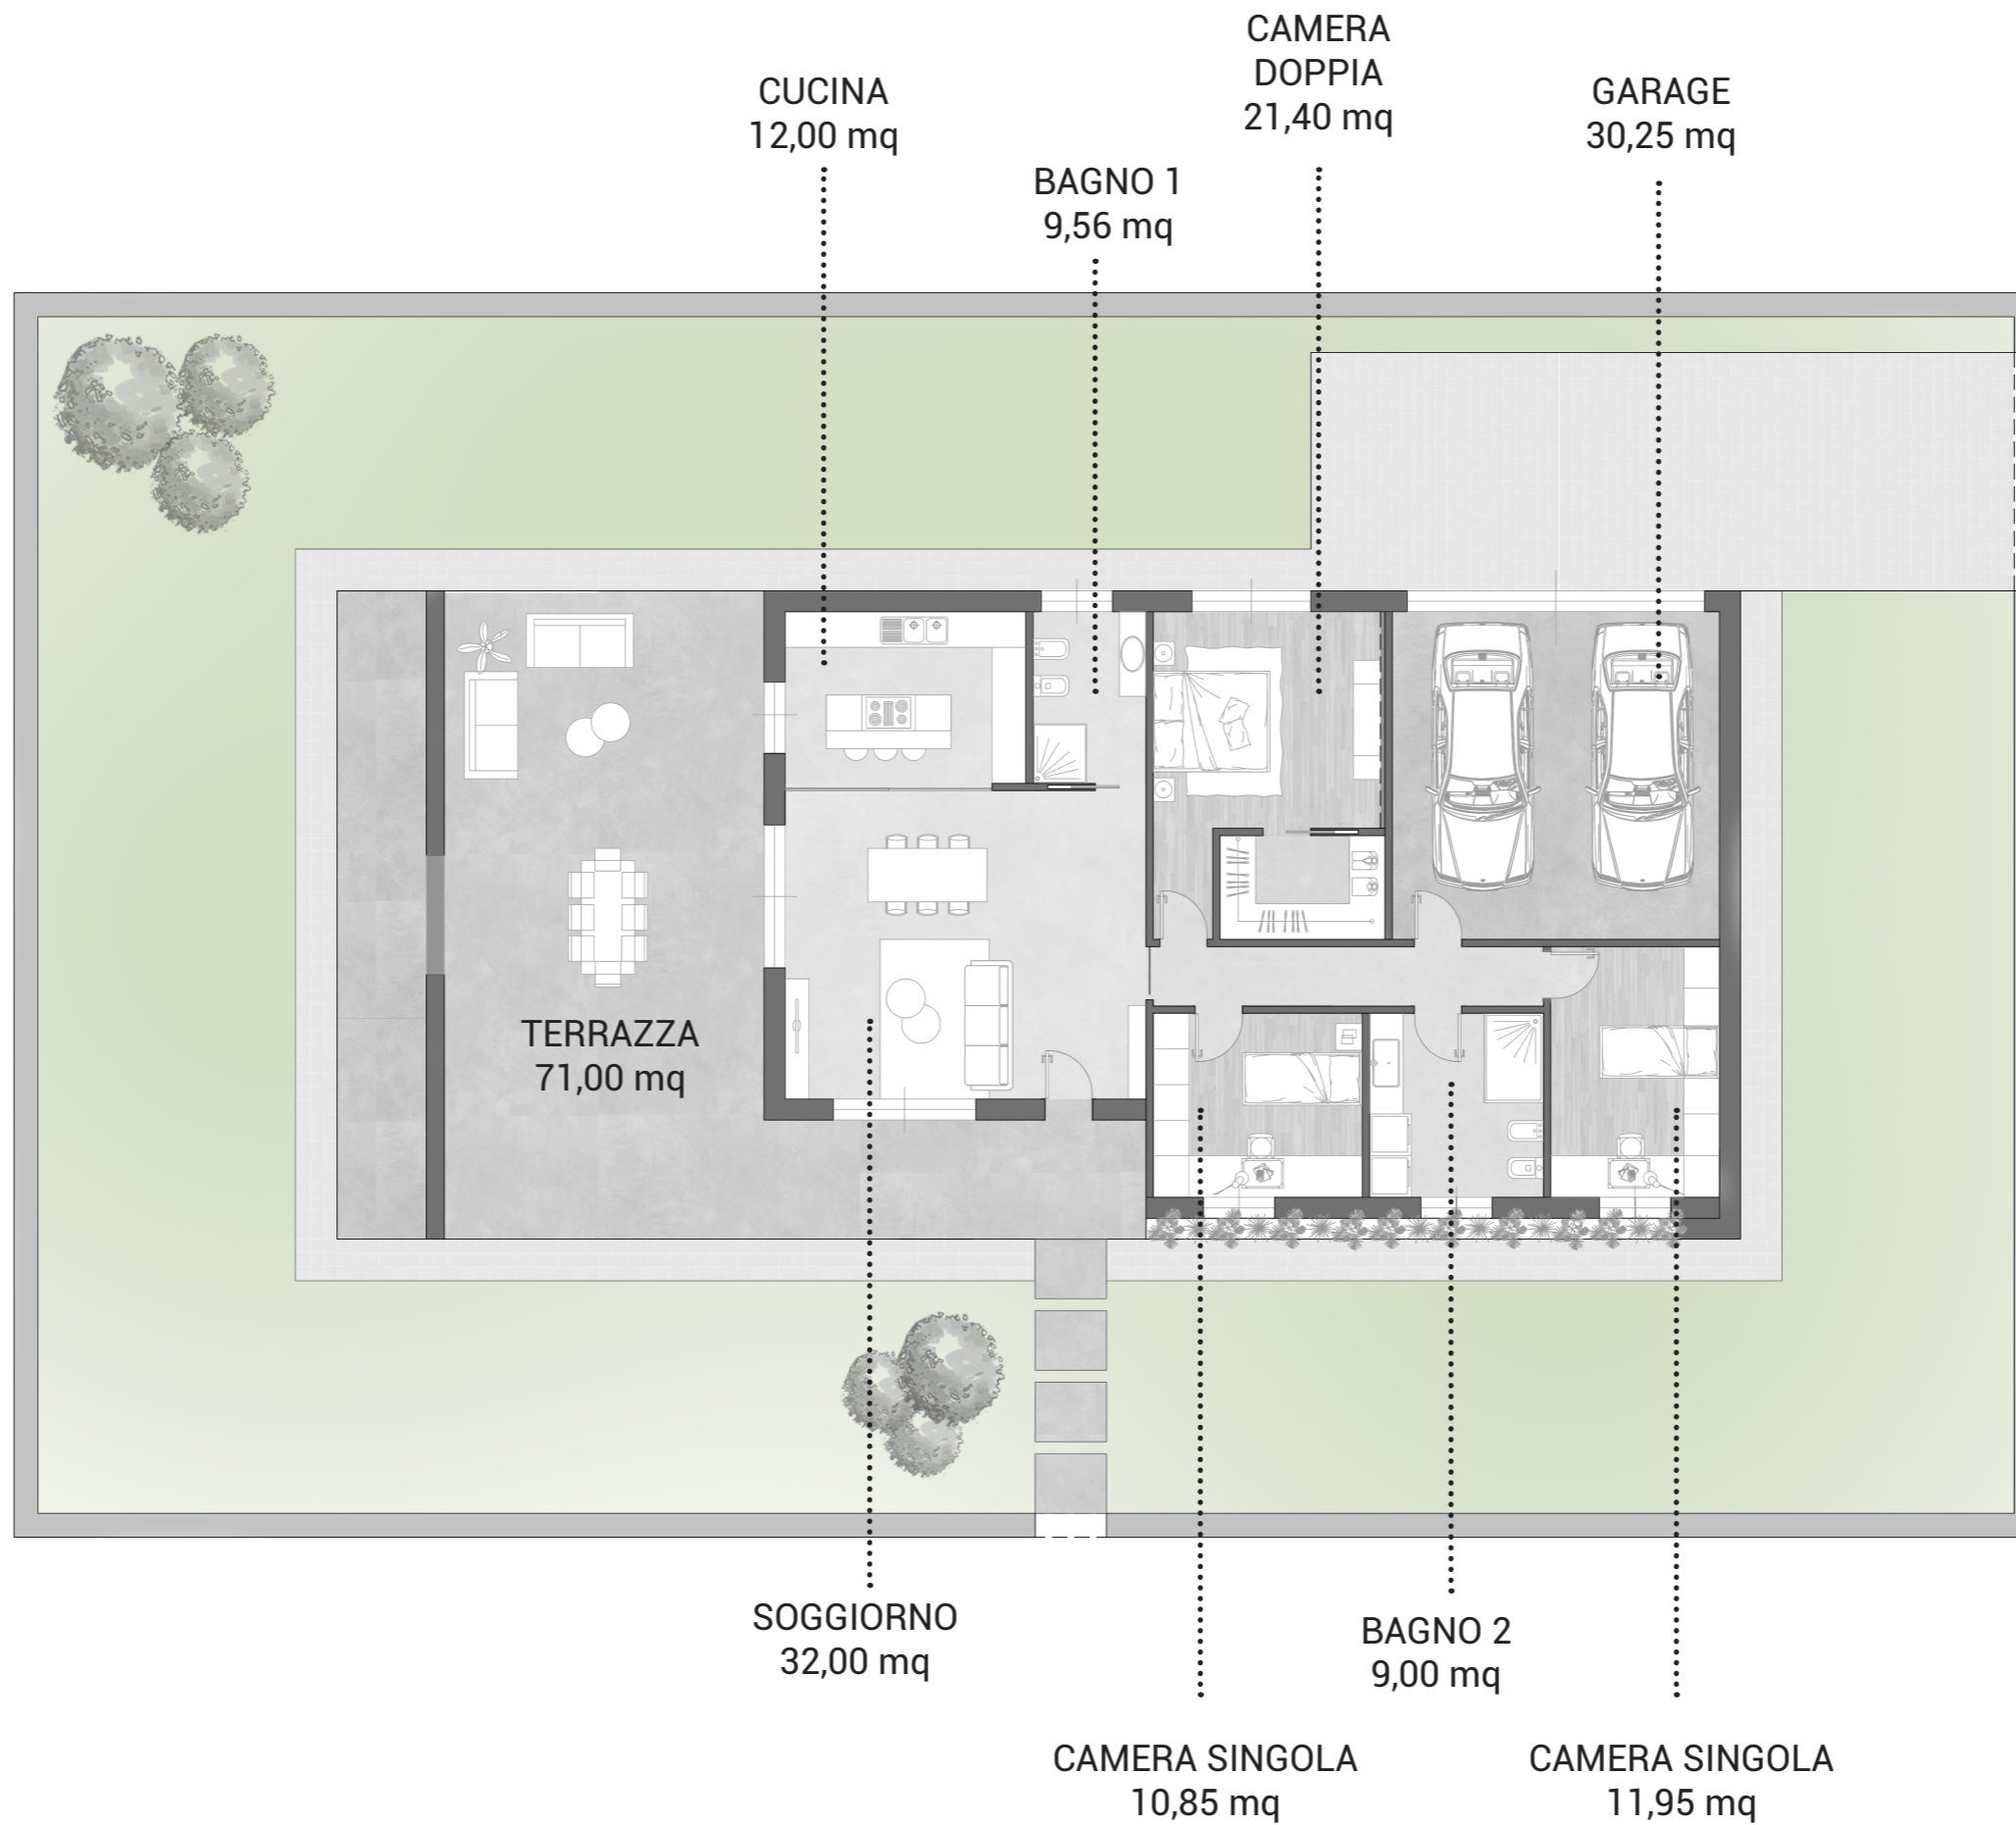 CAMERA
DOPPIA
21,40 mq
CUCINA
12,00 mq
GARAGE
30,25 mq
BAGNO 1
9,56 mq
TERRAZZA
71,00 mq
SOGGIORNO
32,00 mq
BAGNO 2
9,00 mq
CAMERA SINGOLA
10,85 mq
CAMERA SINGOLA
11,95 mq